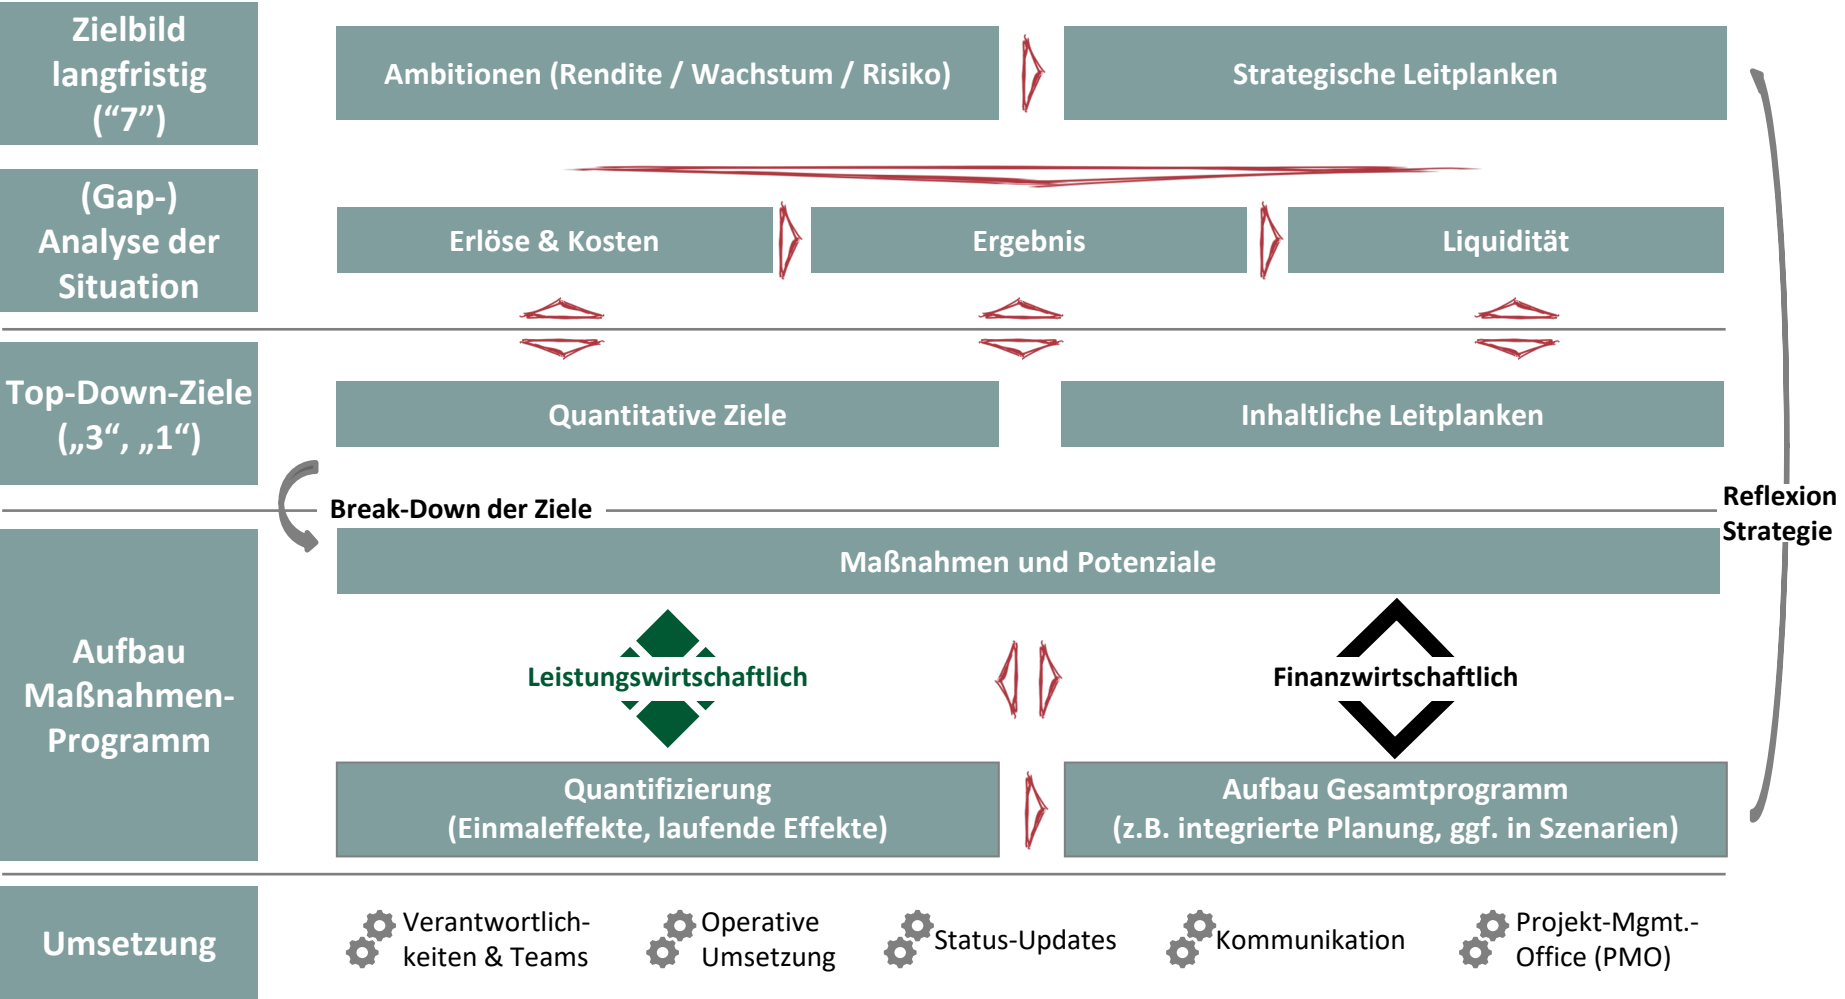 Zielbild
langfristig
(“7”)
Ambitionen (Rendite / Wachstum / Risiko)
Strategische Leitplanken
(Gap-)
Analyse der
Situation
Erlöse & Kosten
Ergebnis
Liquidität
Top-Down-Ziele
(„3“, „1“)
Quantitative Ziele
Inhaltliche Leitplanken
Break-Down der Ziele
Reflexion
Strategie
Aufbau
Maßnahmen-
Programm
Maßnahmen und Potenziale
Leistungswirtschaftlich
Finanzwirtschaftlich
Quantifizierung
(Einmaleffekte, laufende Effekte)
Aufbau Gesamtprogramm
(z.B. integrierte Planung, ggf. in Szenarien)
Umsetzung
Verantwortlich-
keiten & Teams
Operative
Umsetzung
Status-Updates
Kommunikation
Projekt-Mgmt.-
Office (PMO)